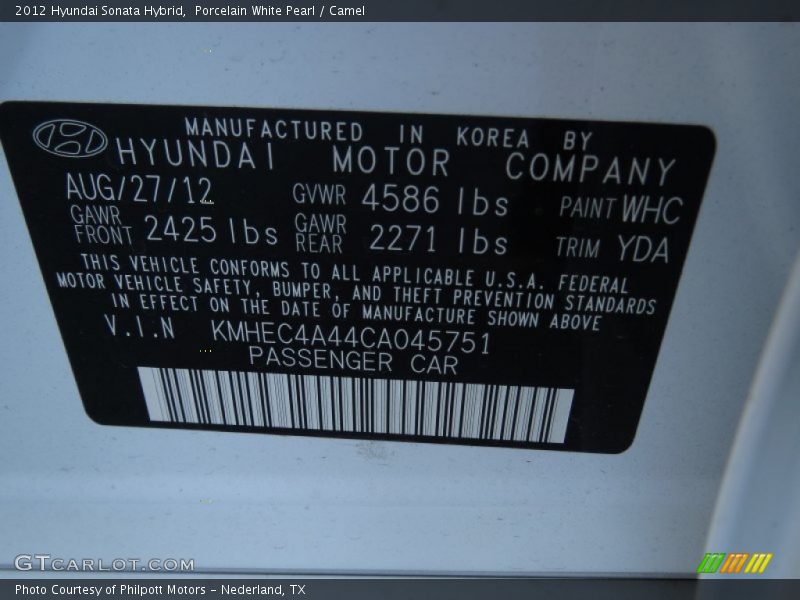 2012 Hyundai Sonata Hybrid, Porcelain White Pearl / Camel
MANUFACTURED IN KOREA BY
HYUNDAI MOTOR COMPANY
AUG/27/12 GVWR 4586 lbs PAINT WHC
GAWR FRONT 2425 lbs GAWR REAR 2271 lbs TRIM YDA
THIS VEHICLE CONFORMS TO ALL APPLICABLE U.S.A. FEDERAL
MOTOR VEHICLE SAFETY, BUMPER, AND THEFT PREVENTION STANDARDS
IN EFFECT ON THE DATE OF MANUFACTURE SHOWN ABOVE
V.I.N KMHEC4A44CA045751
PASSENGER CAR
GTCARLOT.COM
Photo Courtesy of Philpott Motors - Nederland, TX